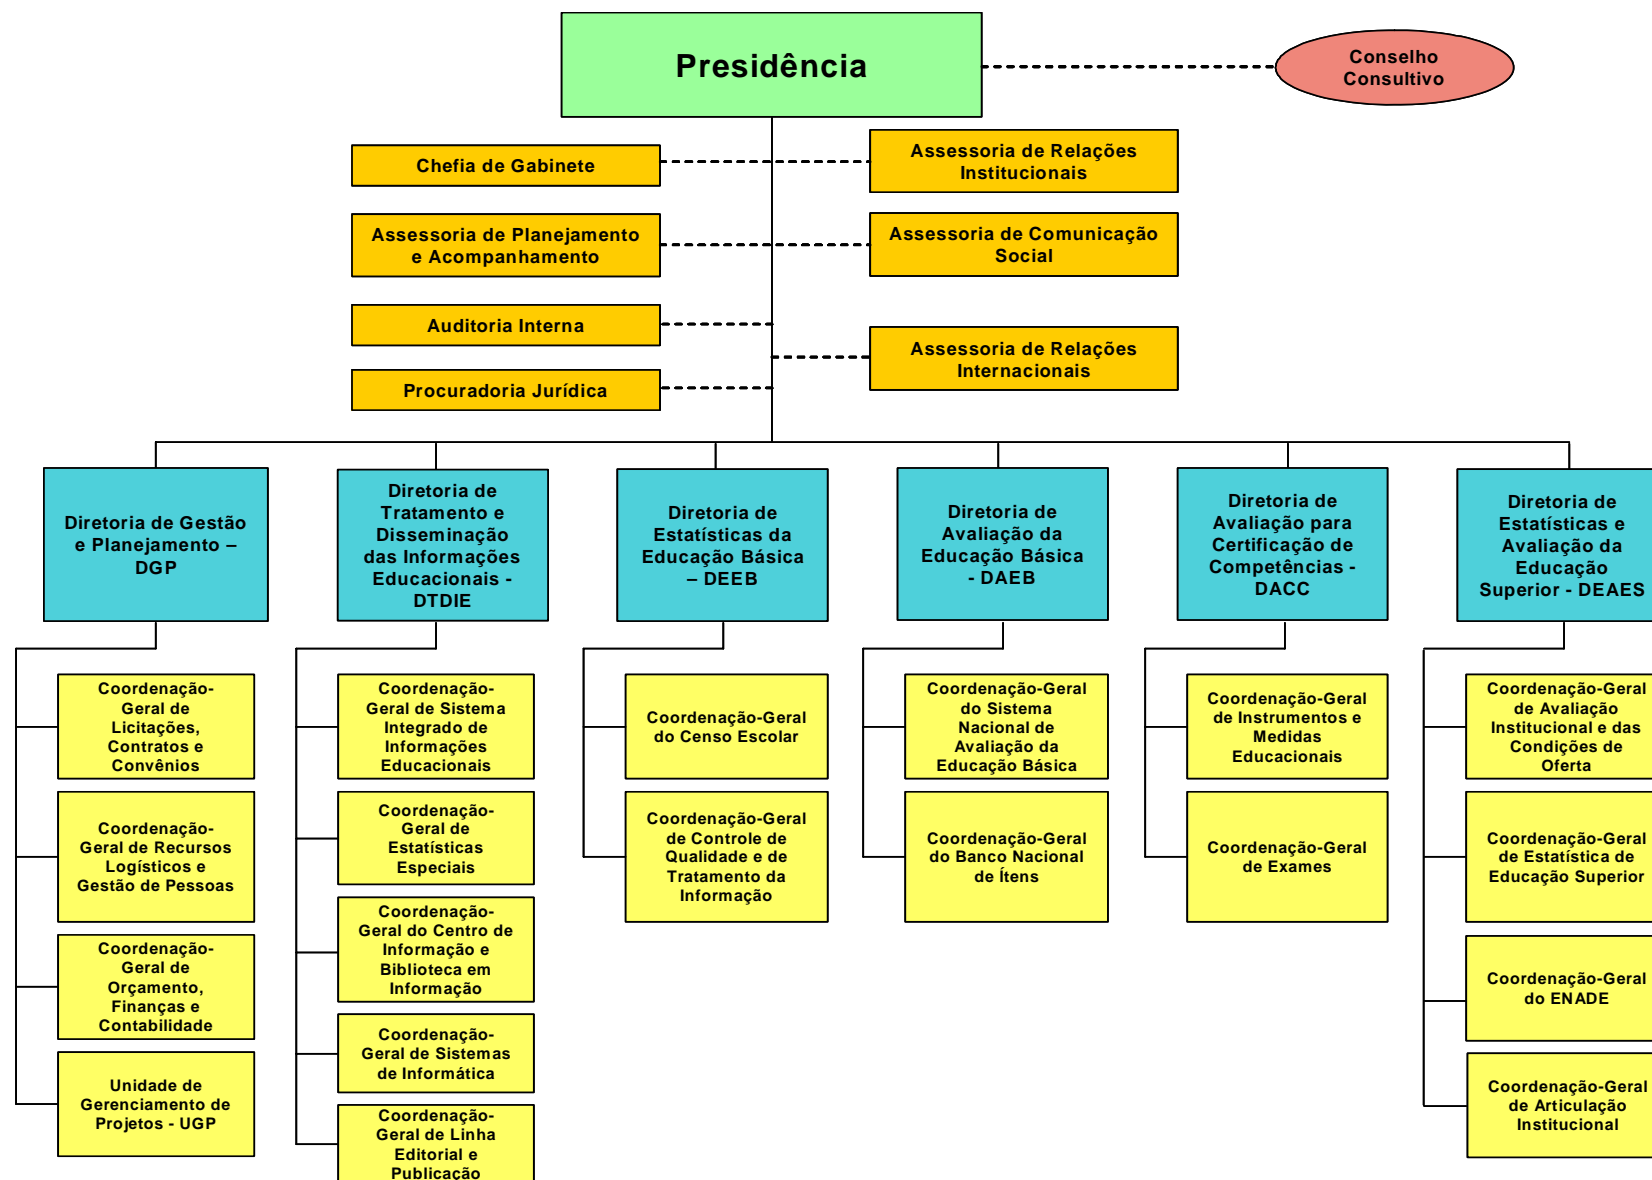 Presidência
Conselho
Consultivo
Chefia de Gabinete
Assessoria de Relações
Institucionais
Assessoria de Planejamento
e Acompanhamento
Assessoria de Comunicação
Social
Auditoria Interna
Assessoria de Relações
Internacionais
Procuradoria Jurídica
Diretoria de Gestão
e Planejamento –
DGP
Diretoria de
Tratamento e
Disseminação
das Informações
Educacionais -
DTDIE
Diretoria de
Estatísticas da
Educação Básica
– DEEB
Diretoria de
Avaliação da
Educação Básica
- DAEB
Diretoria de
Avaliação para
Certificação de
Competências -
DACC
Diretoria de
Estatísticas e
Avaliação da
Educação
Superior - DEAES
Coordenação-
Geral de
Licitações,
Contratos e
Convênios
Coordenação-
Geral de Recursos
Logísticos e
Gestão de Pessoas
Coordenação-
Geral de
Orçamento,
Finanças e
Contabilidade
Unidade de
Gerenciamento de
Projetos - UGP
Coordenação-
Geral de Sistema
Integrado de
Informações
Educacionais
Coordenação-
Geral de
Estatísticas
Especiais
Coordenação-
Geral do Centro de
Informação e
Biblioteca em
Informação
Coordenação-
Geral de Sistemas
de Informática
Coordenação-
Geral de Linha
Editorial e
Publicação
Coordenação-Geral
do Censo Escolar
Coordenação-Geral
de Controle de
Qualidade e de
Tratamento da
Informação
Coordenação-Geral
do Sistema
Nacional de
Avaliação da
Educação Básica
Coordenação-Geral
do Banco Nacional
de Ítens
Coordenação-Geral
de Instrumentos e
Medidas
Educacionais
Coordenação-Geral
de Exames
Coordenação-Geral
de Avaliação
Institucional e das
Condições de
Oferta
Coordenação-Geral
de Estatística de
Educação Superior
Coordenação-Geral
do ENADE
Coordenação-Geral
de Articulação
Institucional